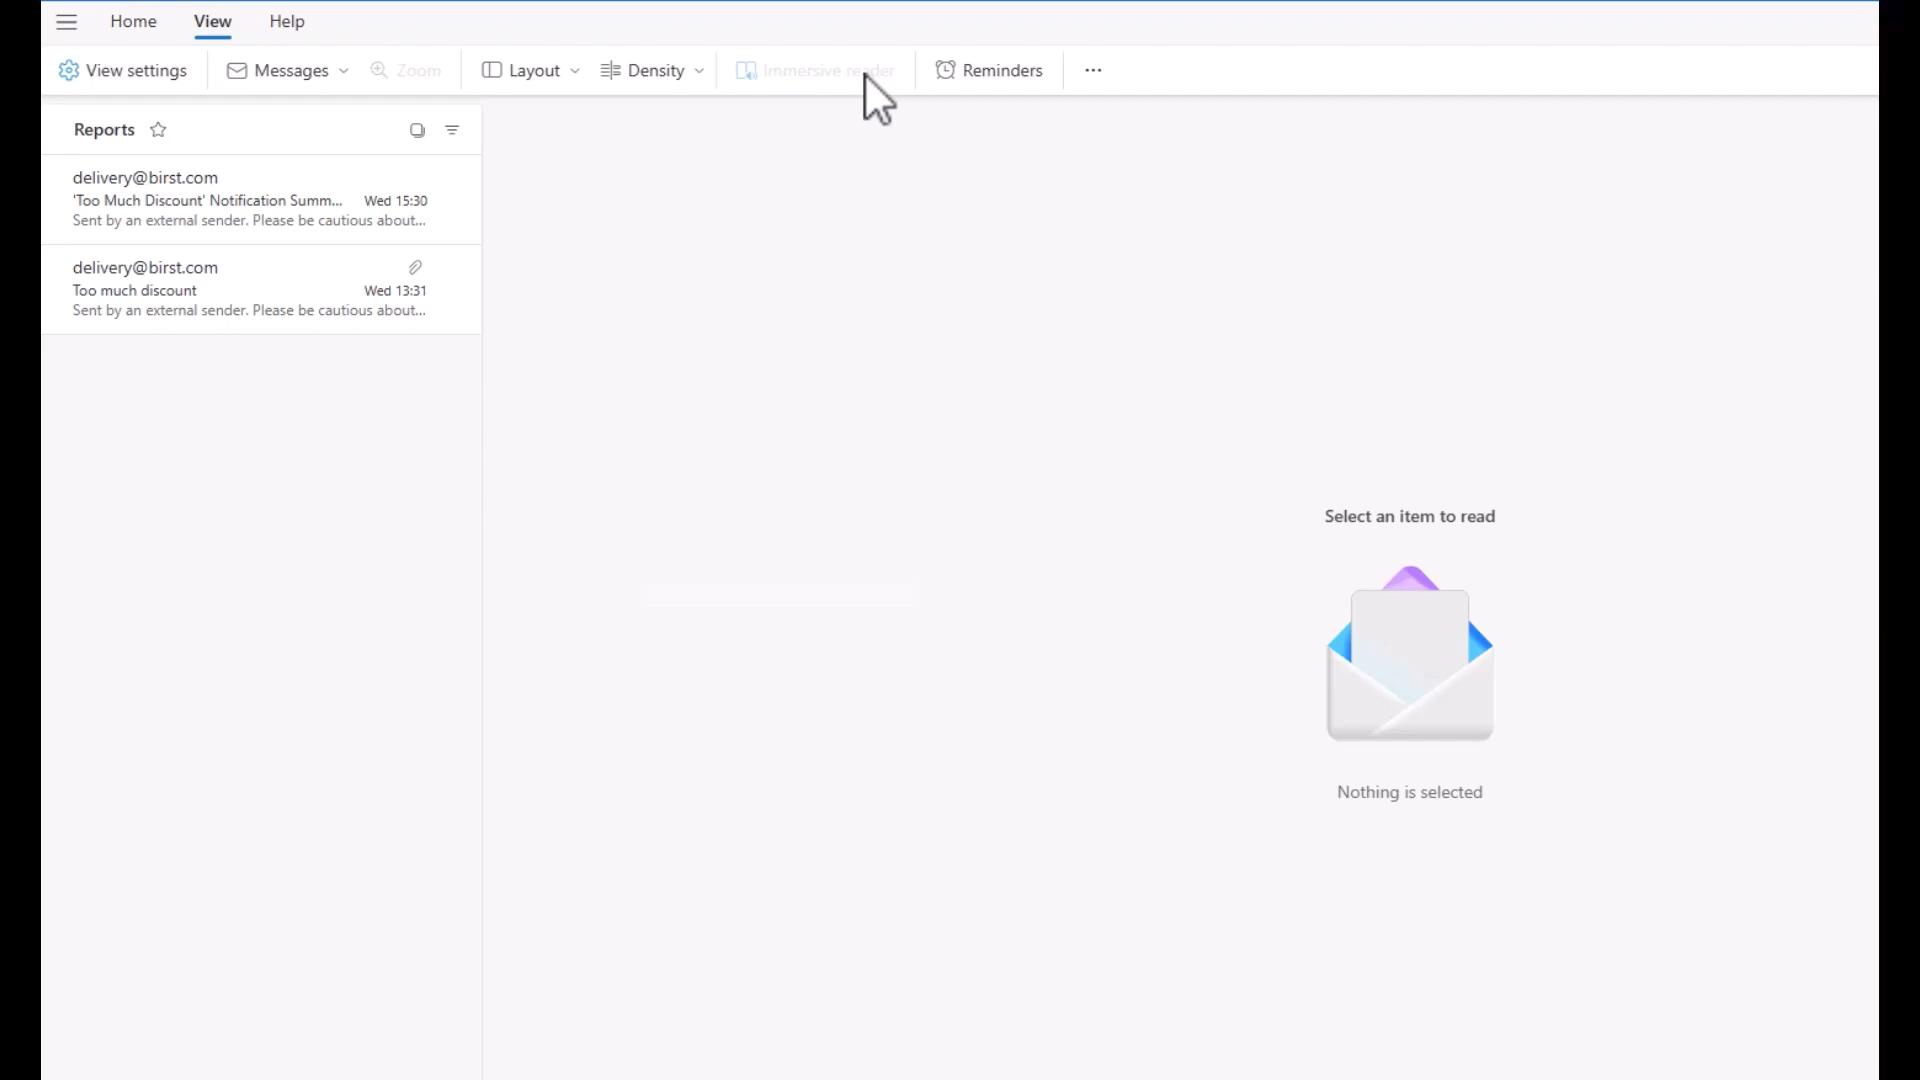 Home View Help
View settings Messages Zoom Layout Density Immersive reader Reminders ...
Reports
delivery@birst.com
'Too Much Discount' Notification Summ... Wed 15:30
Sent by an external sender. Please be cautious about...
delivery@birst.com
Too much discount Wed 13:31
Sent by an external sender. Please be cautious about...
Select an item to read
Nothing is selected